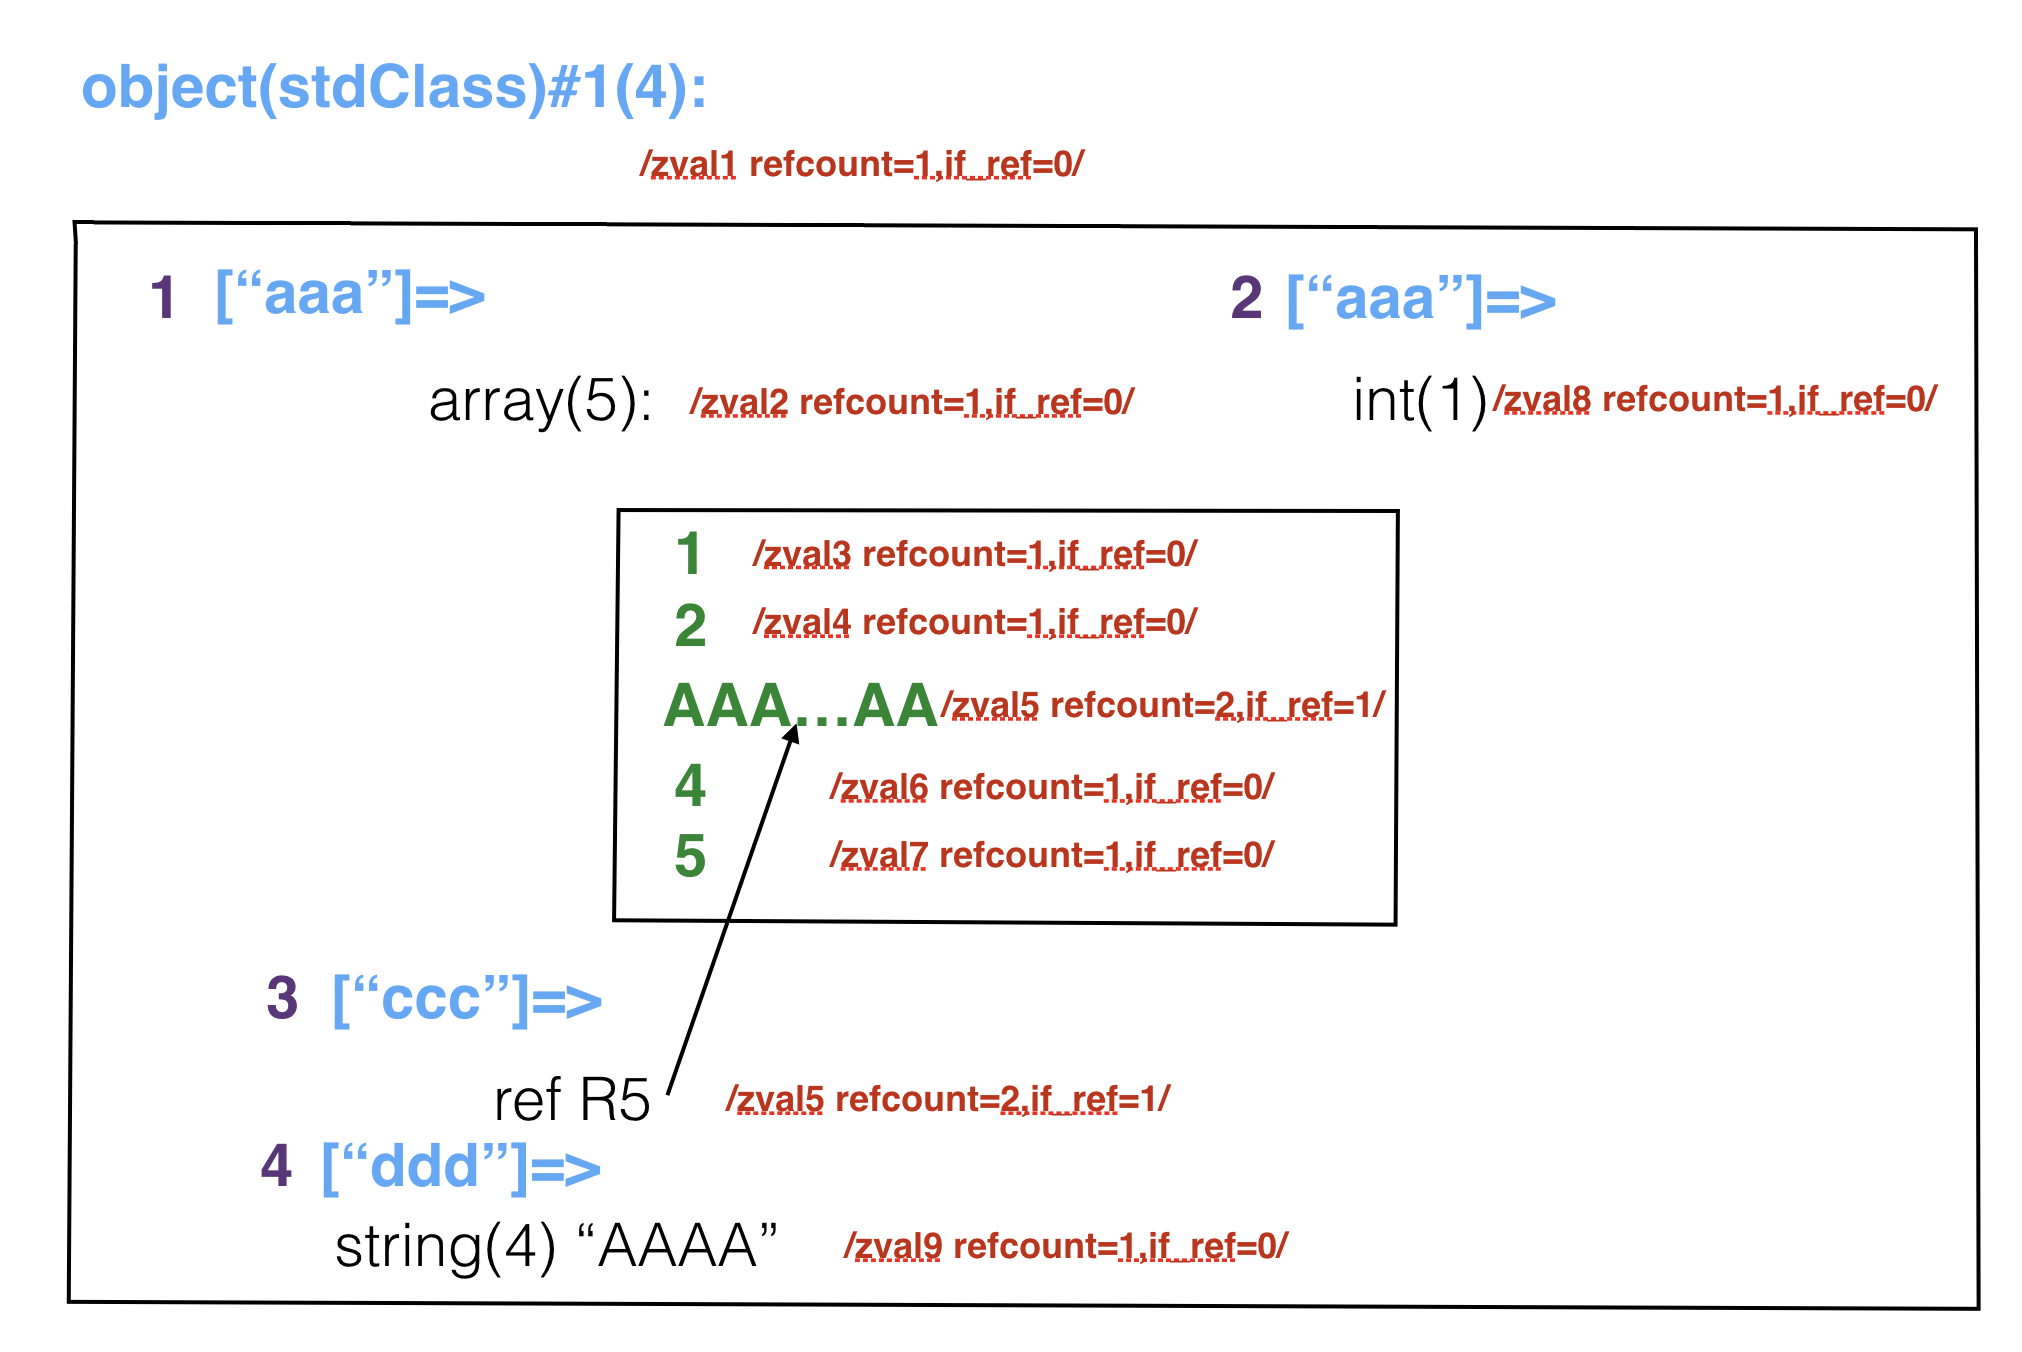 object(stdClass)#1(4):
/zval1 refcount=1,if_ref=0/
1 [“aaa”]=>
2 [“aaa”]=>
array(5): /zval2 refcount=1,if_ref=0/
int(1) /zval8 refcount=1,if_ref=0/
1 /zval3 refcount=1,if_ref=0/
2 /zval4 refcount=1,if_ref=0/
AAA...AA /zval5 refcount=2,if_ref=1/
4 /zval6 refcount=1,if_ref=0/
5 /zval7 refcount=1,if_ref=0/
3 [“ccc”]=>
ref R5 /zval5 refcount=2,if_ref=1/
4 [“ddd”]=>
string(4) “AAAA” /zval9 refcount=1,if_ref=0/